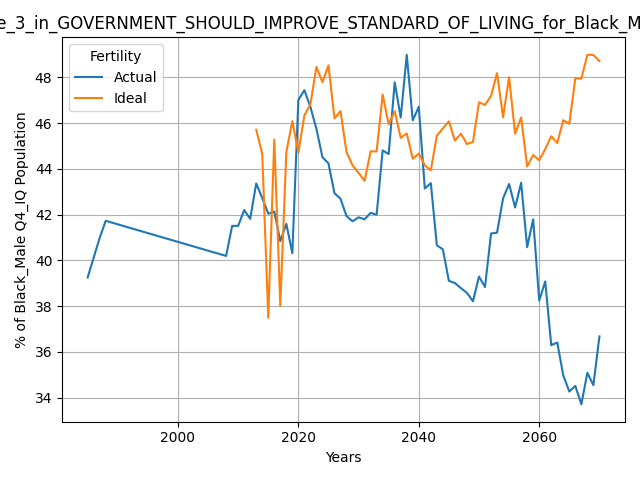 e_3_in_GOVERNMENT_SHOULD_IMPROVE_STANDARD_OF_LIVING_for_Black_M
Fertility
Actual
Ideal
% of Black_Male Q4_IQ Population
48
46
44
42
40
38
36
34
2000
2020
2040
2060
Years